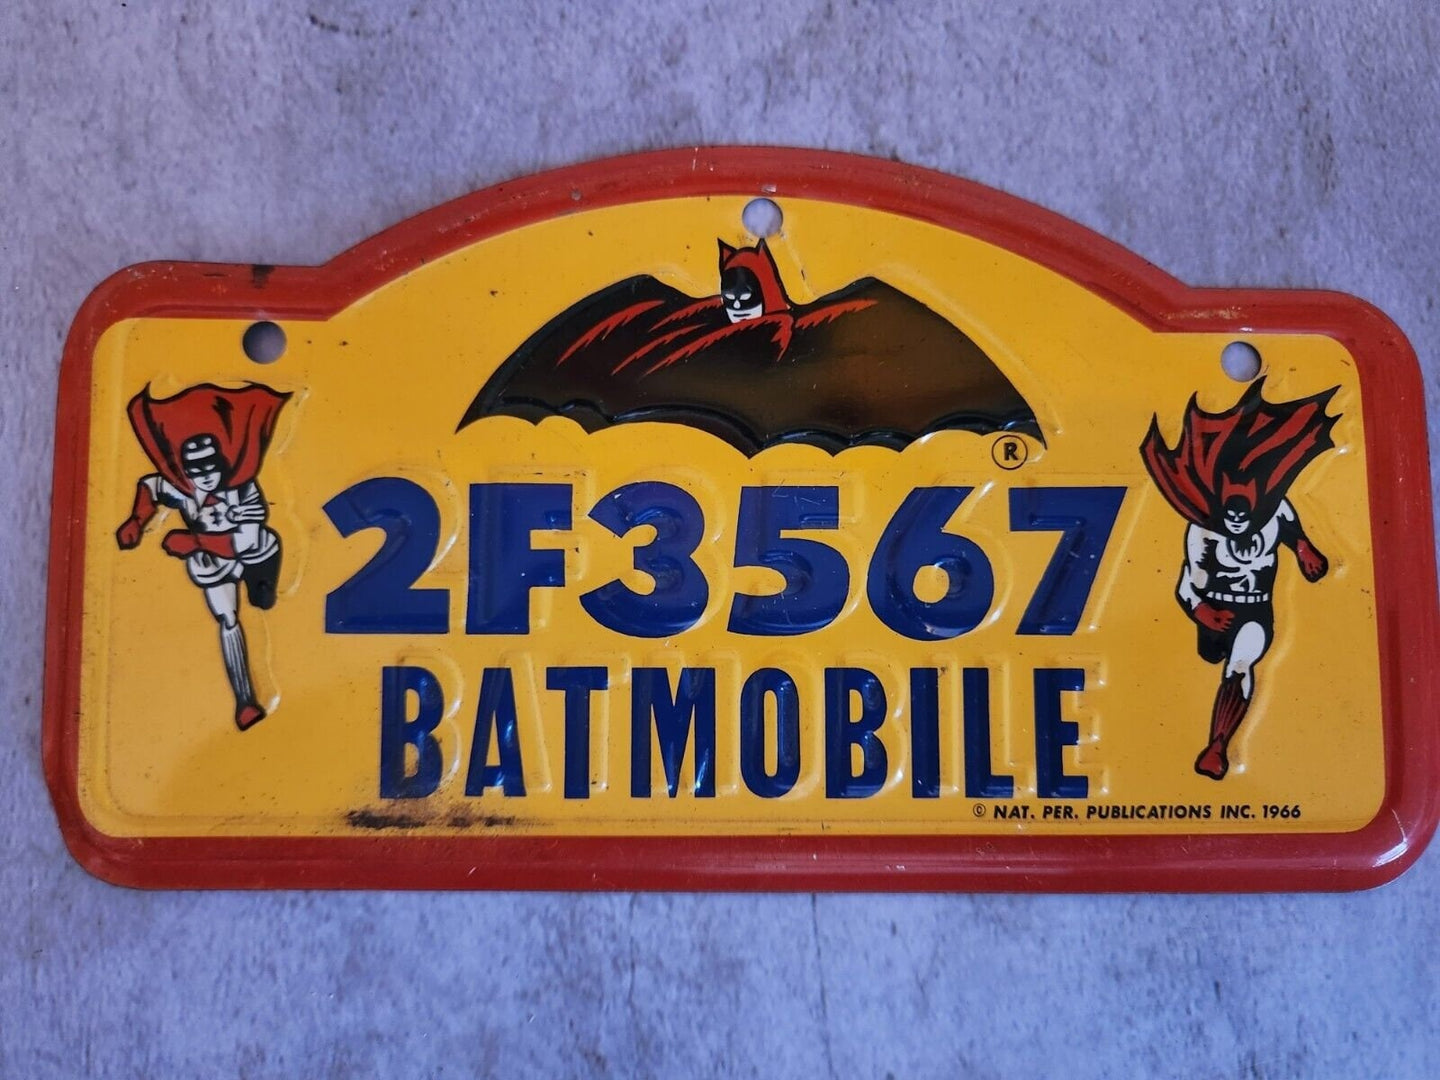 ®
2F3567
BATMOBILE
© NAT. PER. PUBLICATIONS INC. 1966